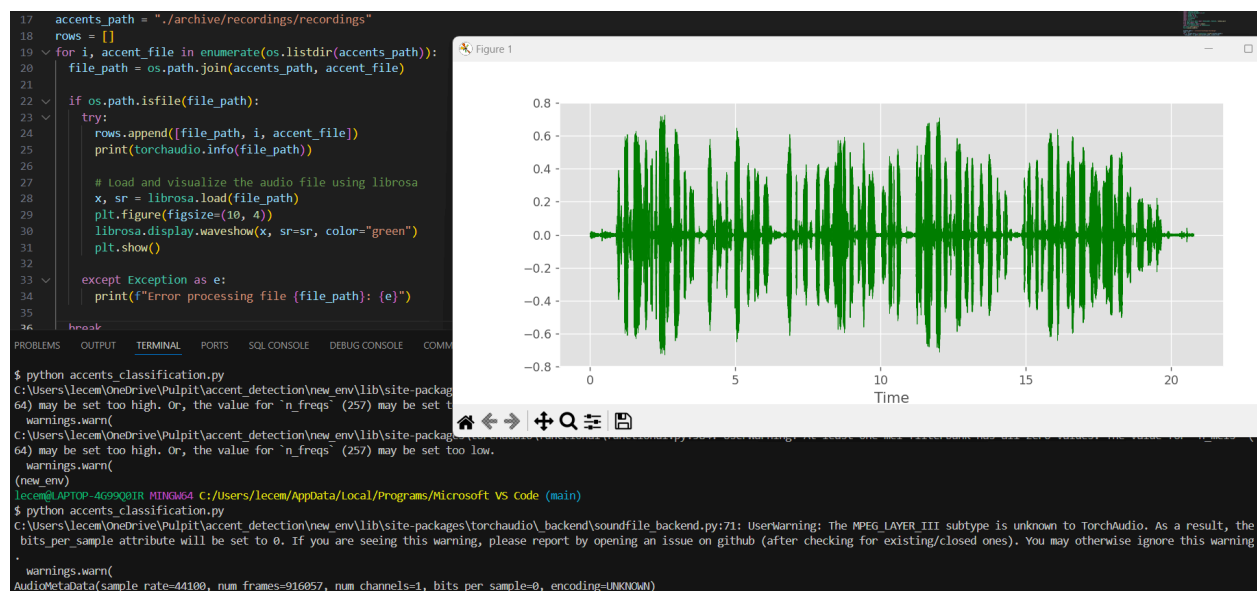 17 accents_path = "./archive/recordings/recordings"
18 rows = []
19 for i, accent_file in enumerate(os.listdir(accents_path)):
20 file_path = os.path.join(accents_path, accent_file)
21
22 if os.path.isfile(file_path):
23 try:
24 rows.append([file_path, i, accent_file])
25 print(torchaudio.info(file_path))
26
27 # Load and visualize the audio file using librosa
28 x, sr = librosa.load(file_path)
29 plt.figure(figsize=(10, 4))
30 librosa.display.waveshow(x, sr=sr, color="green")
31 plt.show()
32
33 except Exception as e:
34 print(f"Error processing file {file_path}: {e}")
35
36 break
Figure 1
0.8
0.6
0.4
0.2
0.0
−0.2
−0.4
−0.6
−0.8
0 5 10 15 20
Time
PROBLEMS OUTPUT TERMINAL PORTS SQL CONSOLE DEBUG CONSOLE COMM
$ python accents_classification.py
C:\Users\lecem\OneDrive\Pulpit\accent_detection\new_env\lib\site-packag
64) may be set too high. Or, the value for `n_freqs` (257) may be set t
warnings.warn(
C:\Users\lecem\OneDrive\Pulpit\accent_detection\new_env\lib\site-packages
64) may be set too high. Or, the value for `n_freqs` (257) may be set too low.
warnings.warn(
(new_env)
lecem@LAPTOP-4G99Q0IR MINGW64 C:/Users/lecem/AppData/Local/Programs/Microsoft VS Code (main)
$ python accents_classification.py
C:\Users\lecem\OneDrive\Pulpit\accent_detection\new_env\lib\site-packages\torchaudio\_backend\soundfile_backend.py:71: UserWarning: The MPEG_LAYER_III subtype is unknown to TorchAudio. As a result, the
bits_per_sample attribute will be set to 0. If you are seeing this warning, please report by opening an issue on github (after checking for existing/closed ones). You may otherwise ignore this warning
.
warnings.warn(
AudioMetaData(sample_rate=44100, num_frames=916057, num_channels=1, bits_per_sample=0, encoding=UNKNOWN)